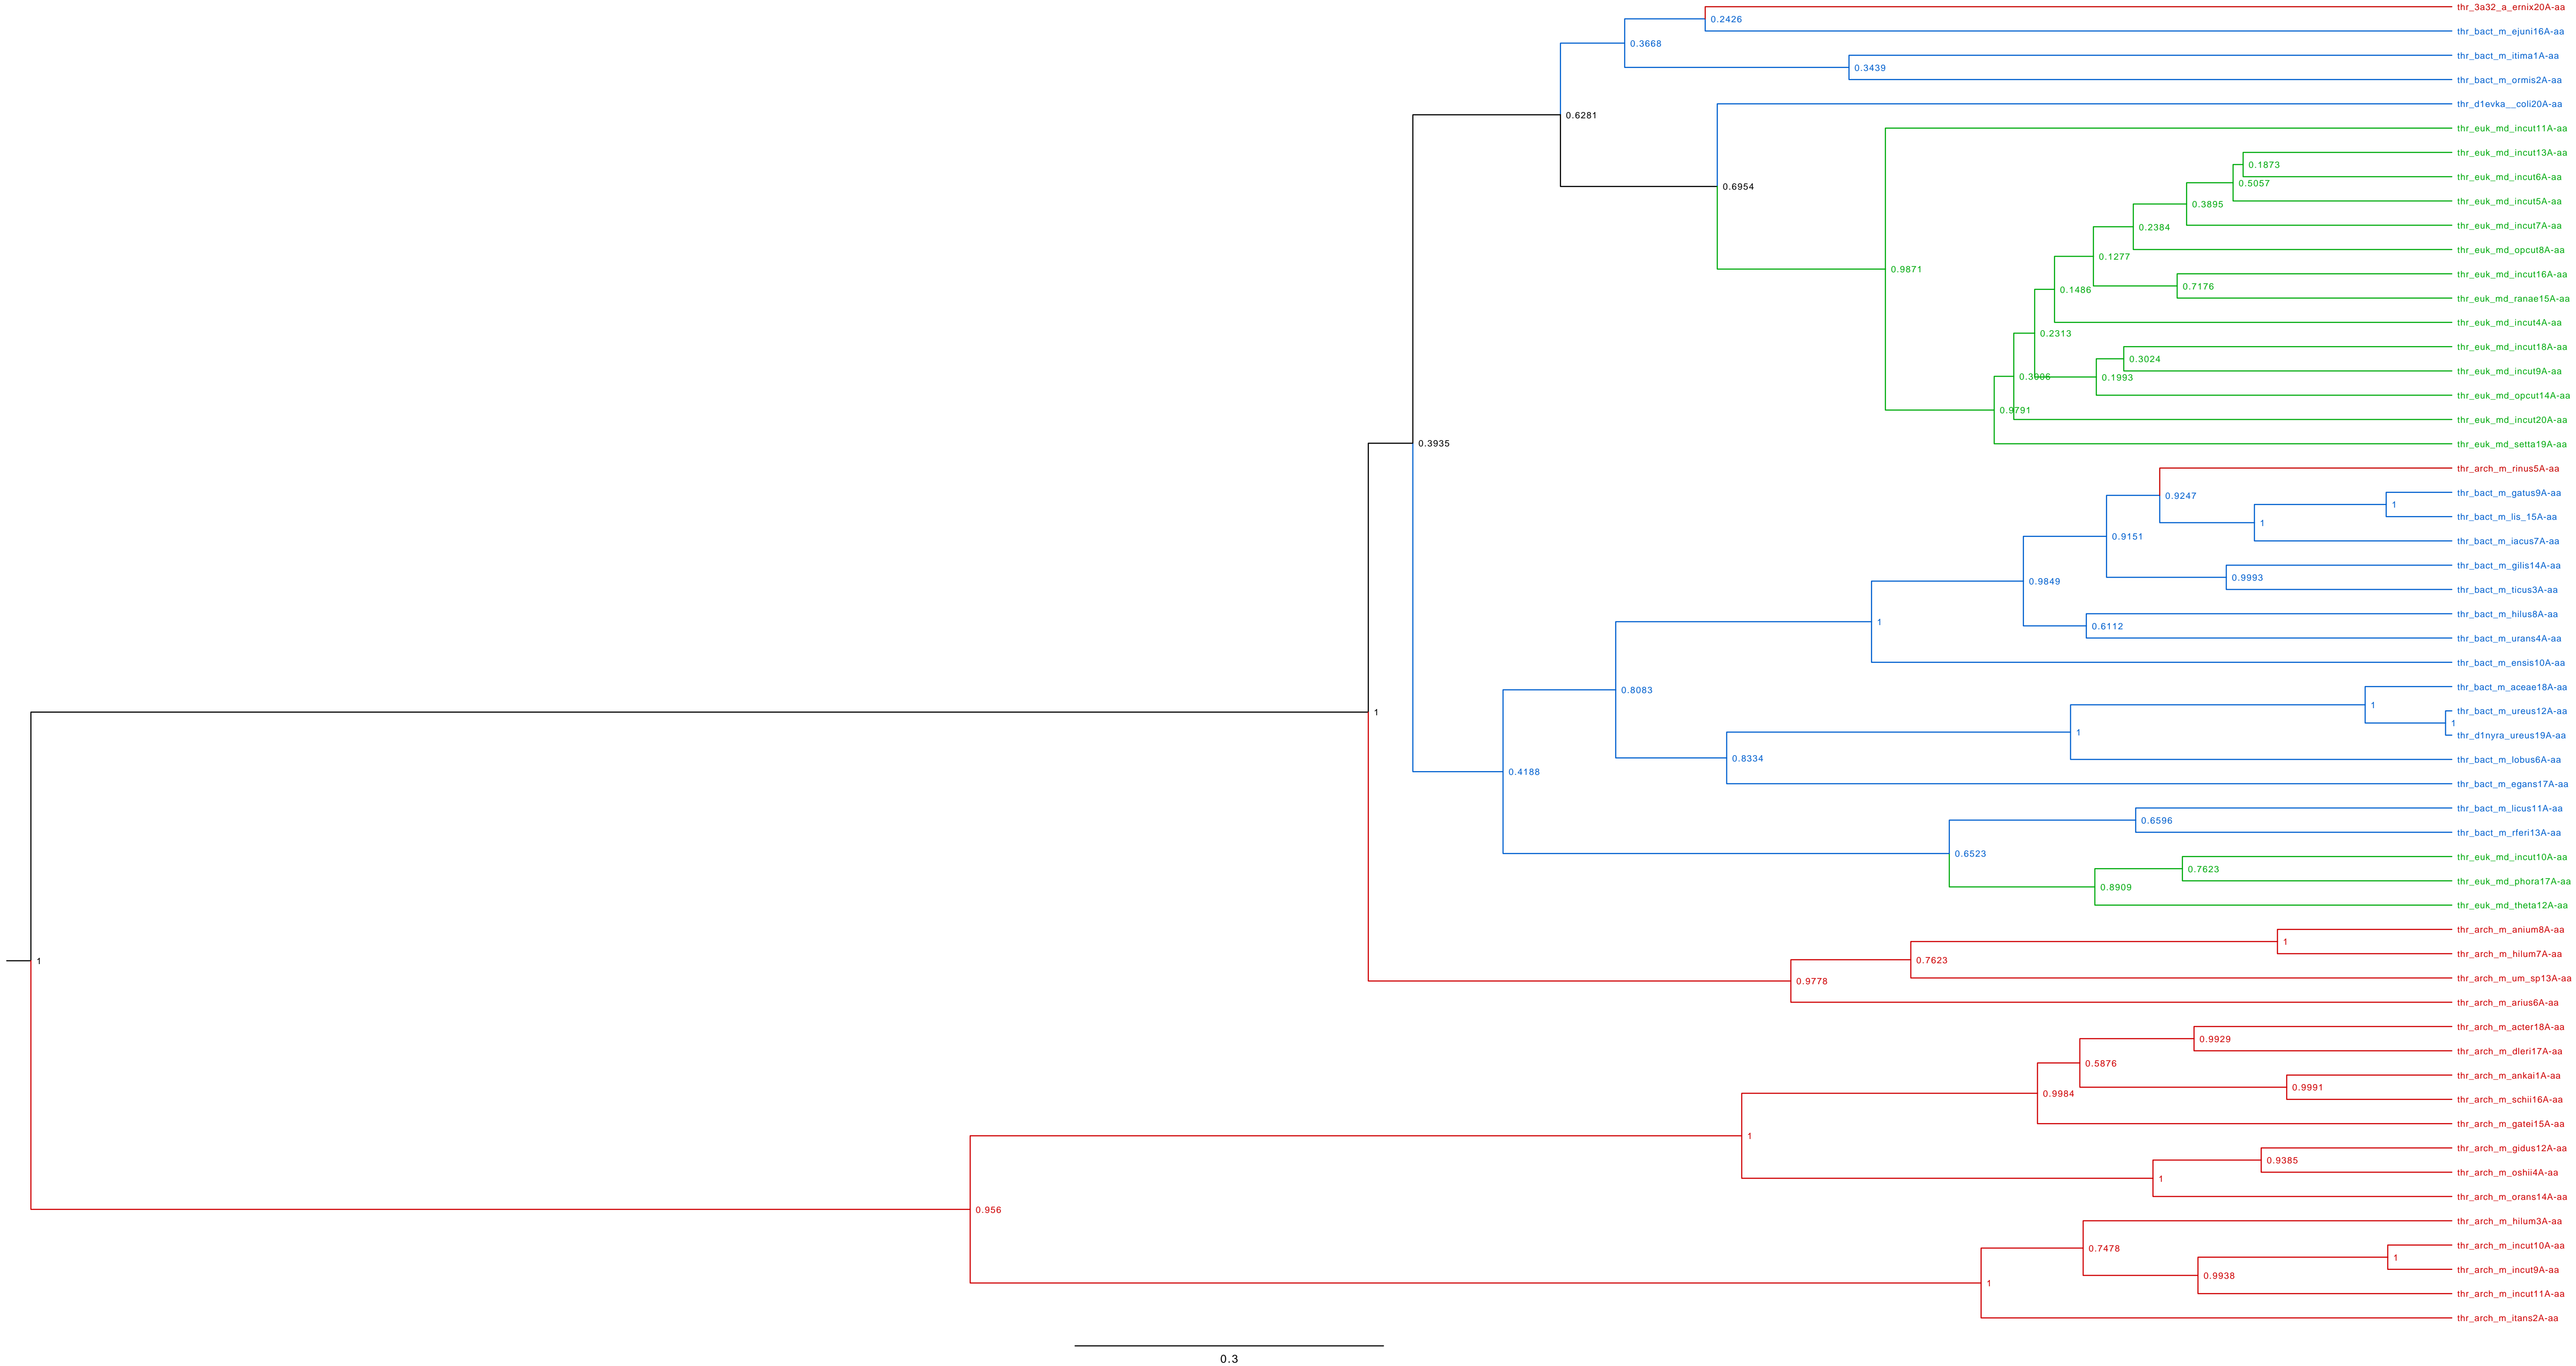 thr_3a32_a_ernix20A-aa
0.2426
thr_bact_m_ejuni16A-aa
0.3668
thr_bact_m_itima1A-aa
0.3439
thr_bact_m_ormis2A-aa
thr_d1evka__coli20A-aa
0.6281
thr_euk_md_incut11A-aa
thr_euk_md_incut13A-aa
0.1873
thr_euk_md_incut6A-aa
0.5057
0.6954
thr_euk_md_incut5A-aa
0.3895
thr_euk_md_incut7A-aa
0.2384
thr_euk_md_opcut8A-aa
0.1277
0.9871
thr_euk_md_incut16A-aa
0.7176
0.1486
thr_euk_md_ranae15A-aa
thr_euk_md_incut4A-aa
0.2313
thr_euk_md_incut18A-aa
0.3024
thr_euk_md_incut9A-aa
0.1993
thr_euk_md_opcut14A-aa
0.9791
thr_euk_md_incut20A-aa
0.3935
thr_euk_md_setta19A-aa
thr_arch_m_rinus5A-aa
thr_bact_m_gatus9A-aa
0.9247
1
thr_bact_m_lis_15A-aa
1
0.9151
thr_bact_m_iacus7A-aa
thr_bact_m_gilis14A-aa
0.9993
0.9849
thr_bact_m_ticus3A-aa
thr_bact_m_hilus8A-aa
1
0.6112
thr_bact_m_urans4A-aa
thr_bact_m_ensis10A-aa
thr_bact_m_aceae18A-aa
0.8083
1
thr_bact_m_ureus12A-aa
1
1
1
thr_d1nyra_ureus19A-aa
thr_bact_m_lobus6A-aa
0.8334
0.4188
thr_bact_m_egans17A-aa
thr_bact_m_licus11A-aa
0.6596
thr_bact_m_rferi13A-aa
0.6523
thr_euk_md_incut10A-aa
0.7623
thr_euk_md_phora17A-aa
0.8909
thr_euk_md_theta12A-aa
thr_arch_m_anium8A-aa
1
thr_arch_m_hilum7A-aa
0.7623
1
thr_arch_m_um_sp13A-aa
0.9778
thr_arch_m_arius6A-aa
thr_arch_m_acter18A-aa
0.9929
thr_arch_m_dleri17A-aa
0.5876
thr_arch_m_ankai1A-aa
0.9991
0.9984
thr_arch_m_schii16A-aa
thr_arch_m_gatei15A-aa
1
thr_arch_m_gidus12A-aa
0.9385
thr_arch_m_oshii4A-aa
1
thr_arch_m_orans14A-aa
0.956
thr_arch_m_hilum3A-aa
0.7478
thr_arch_m_incut10A-aa
1
thr_arch_m_incut9A-aa
0.9938
1
thr_arch_m_incut11A-aa
thr_arch_m_itans2A-aa
0.3